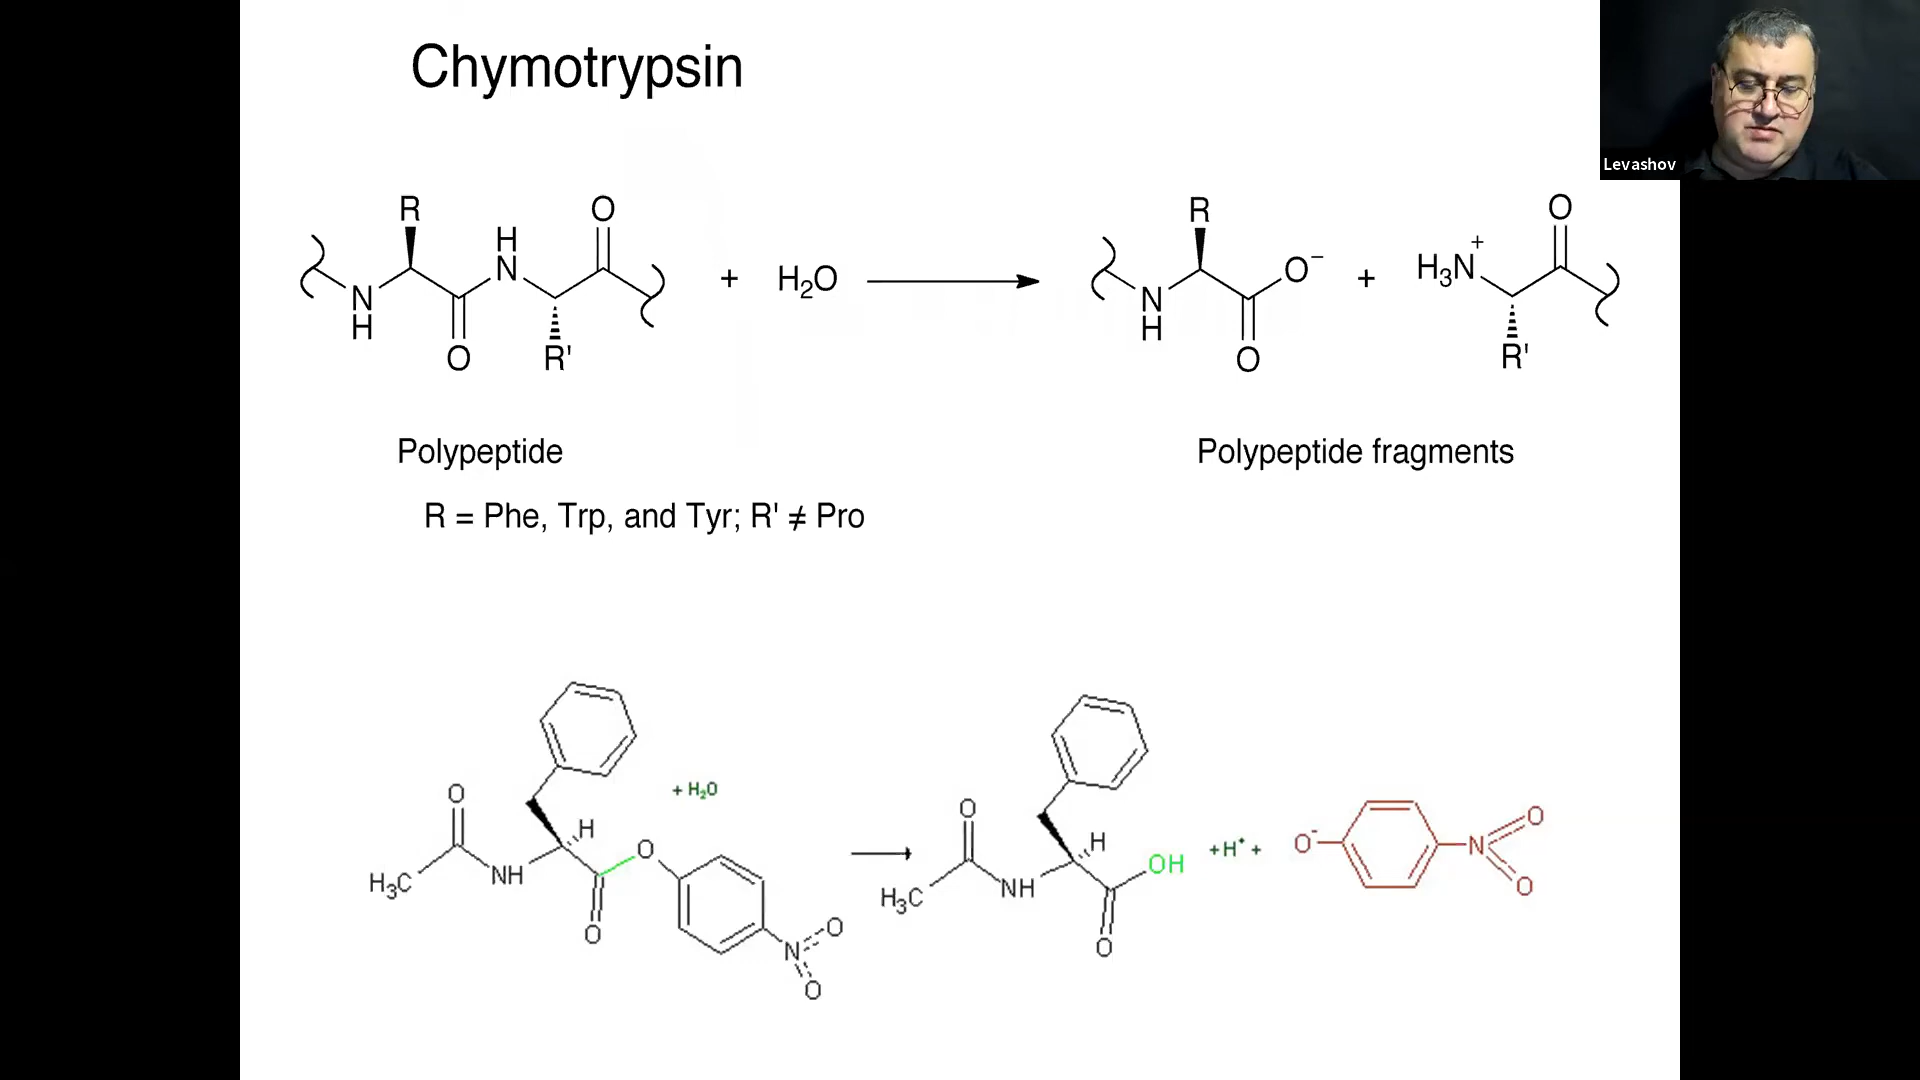 Chymotrypsin
Levashov
R O H N N H O R' + H₂O R N H O⁻ O + H₃N⁺ O R'
Polypeptide Polypeptide fragments
R = Phe, Trp, and Tyr; R' ≠ Pro
O H₃C NH H O O N O O + H₂O O H₃C NH H OH O + H⁺ + O⁻ N O O